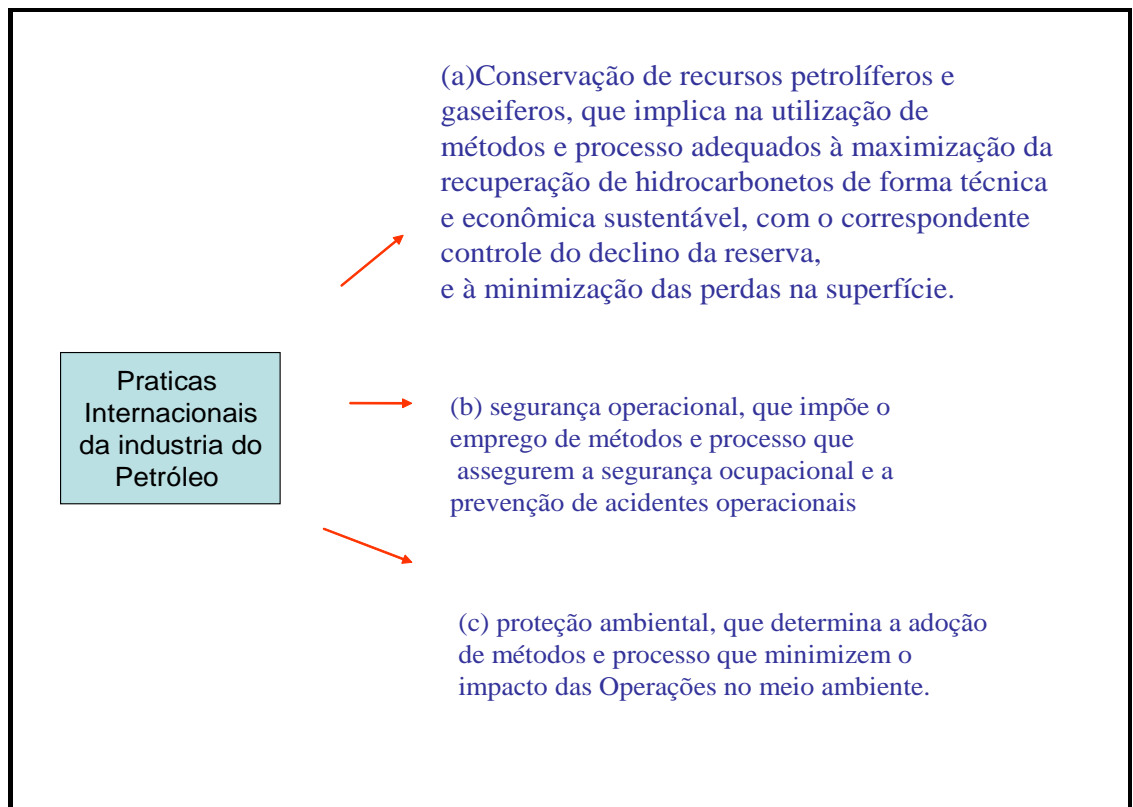 (a)Conservação de recursos petrolíferos e
gaseiferos, que implica na utilização de
métodos e processo adequados à maximização da
recuperação de hidrocarbonetos de forma técnica
e econômica sustentável, com o correspondente
controle do declino da reserva,
e à minimização das perdas na superfície.
Praticas
Internacionais
da industria do
Petróleo
(b) segurança operacional, que impõe o
emprego de métodos e processo que
assegurem a segurança ocupacional e a
prevenção de acidentes operacionais
(c) proteção ambiental, que determina a adoção
de métodos e processo que minimizem o
impacto das Operações no meio ambiente.